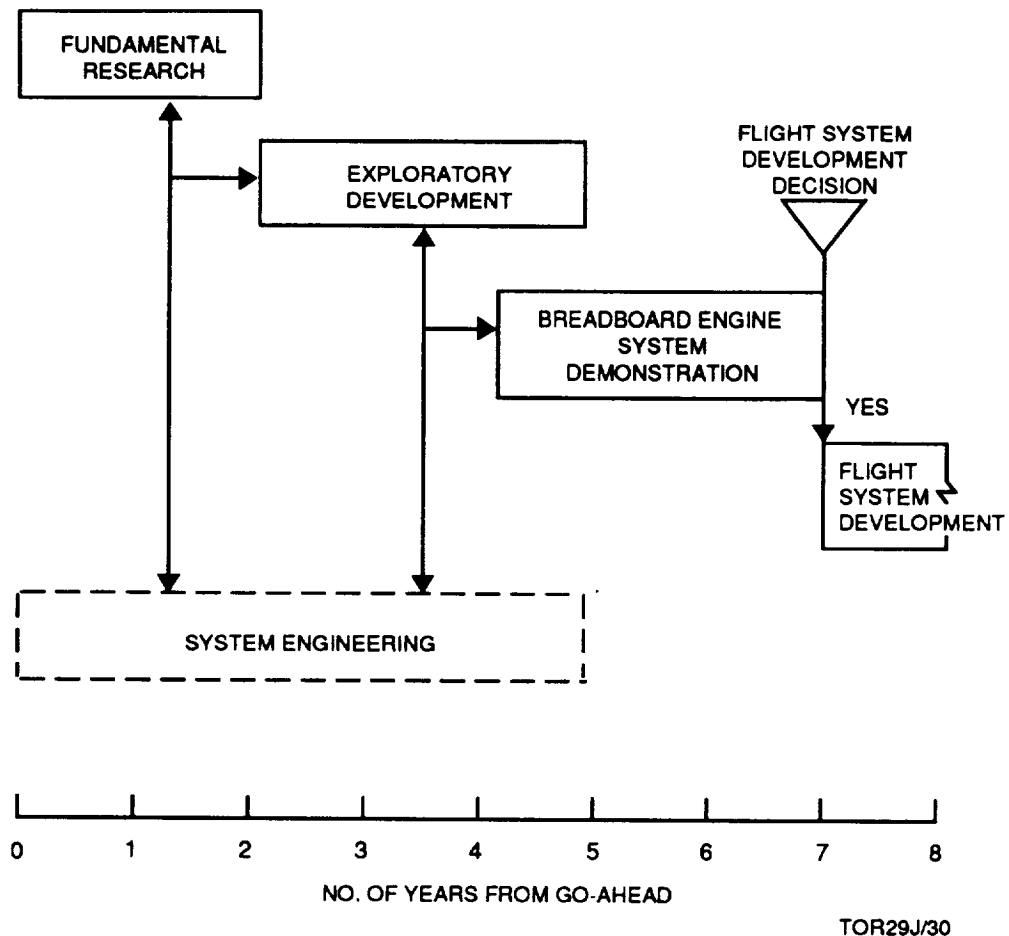 FUNDAMENTAL
RESEARCH
EXPLORATORY
DEVELOPMENT
FLIGHT SYSTEM
DEVELOPMENT
DECISION
BREADBOARD ENGINE
SYSTEM
DEMONSTRATION
YES
FLIGHT
SYSTEM
DEVELOPMENT
SYSTEM ENGINEERING
0 1 2 3 4 5 6 7 8
NO. OF YEARS FROM GO-AHEAD
TOR29J/30